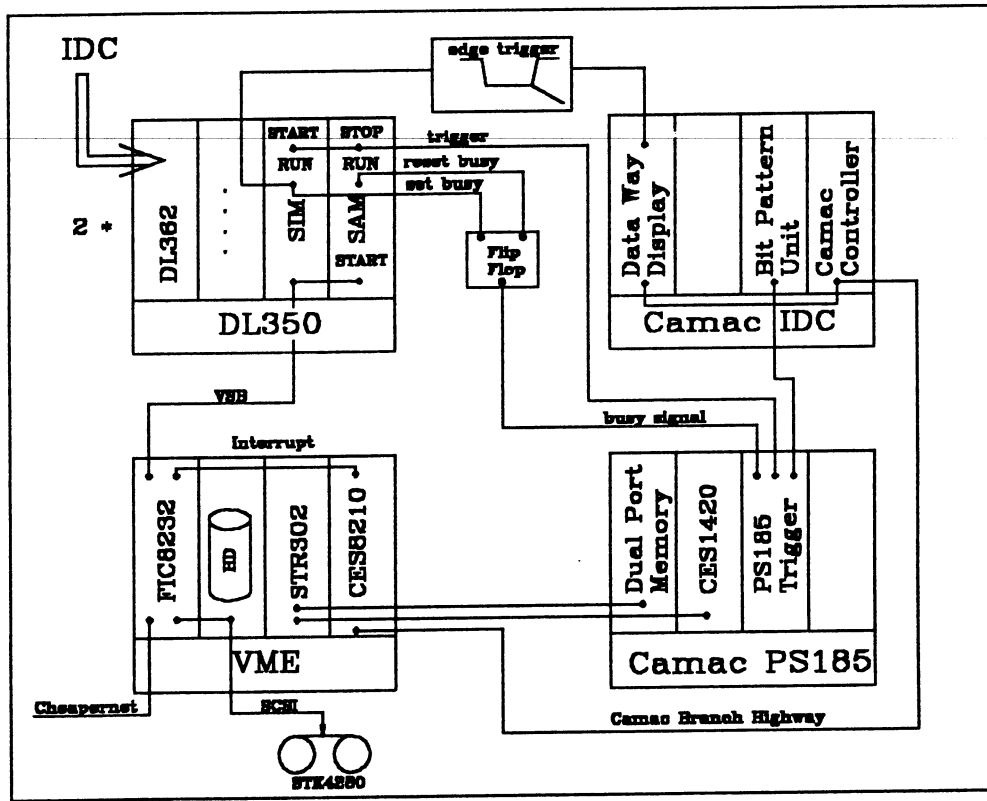 IDC
edge trigger
START
STOP
trigger
RUN
RUN
reset busy
set busy
2 *
DL362
. . . .
SIM
SAM
START
DL350
Flip
Flop
Data Way
Display
Bit Pattern
Unit
Camac
Controller
Camac IDC
VSB
busy signal
Interrupt
FIC8232
HD
STR302
CES8210
VME
Dual Port
Memory
CES1420
PS185
Trigger
Camac PS185
Cheapernet
SCSI
Camac Branch Highway
STK4280